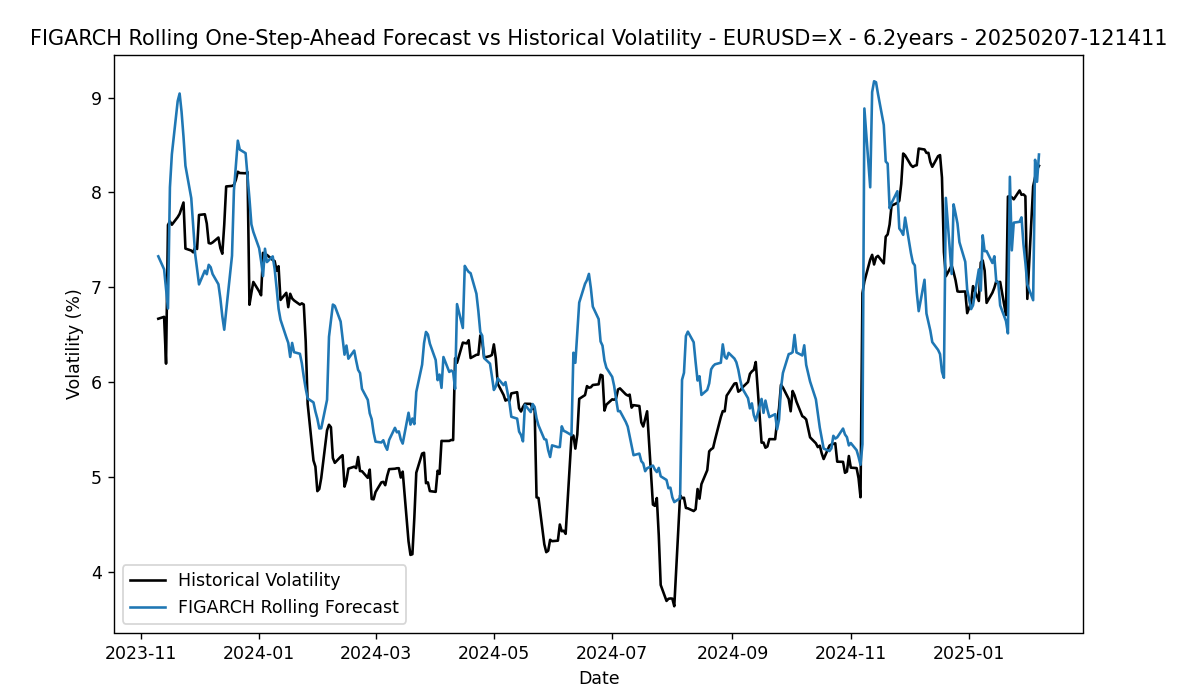 FIGARCH Rolling One-Step-Ahead Forecast vs Historical Volatility - EURUSD=X - 6.2years - 20250207-121411
Volatility (%)
9
8
7
6
5
4
Historical Volatility
FIGARCH Rolling Forecast
2023-11 2024-01 2024-03 2024-05 2024-07 2024-09 2024-11 2025-01
Date